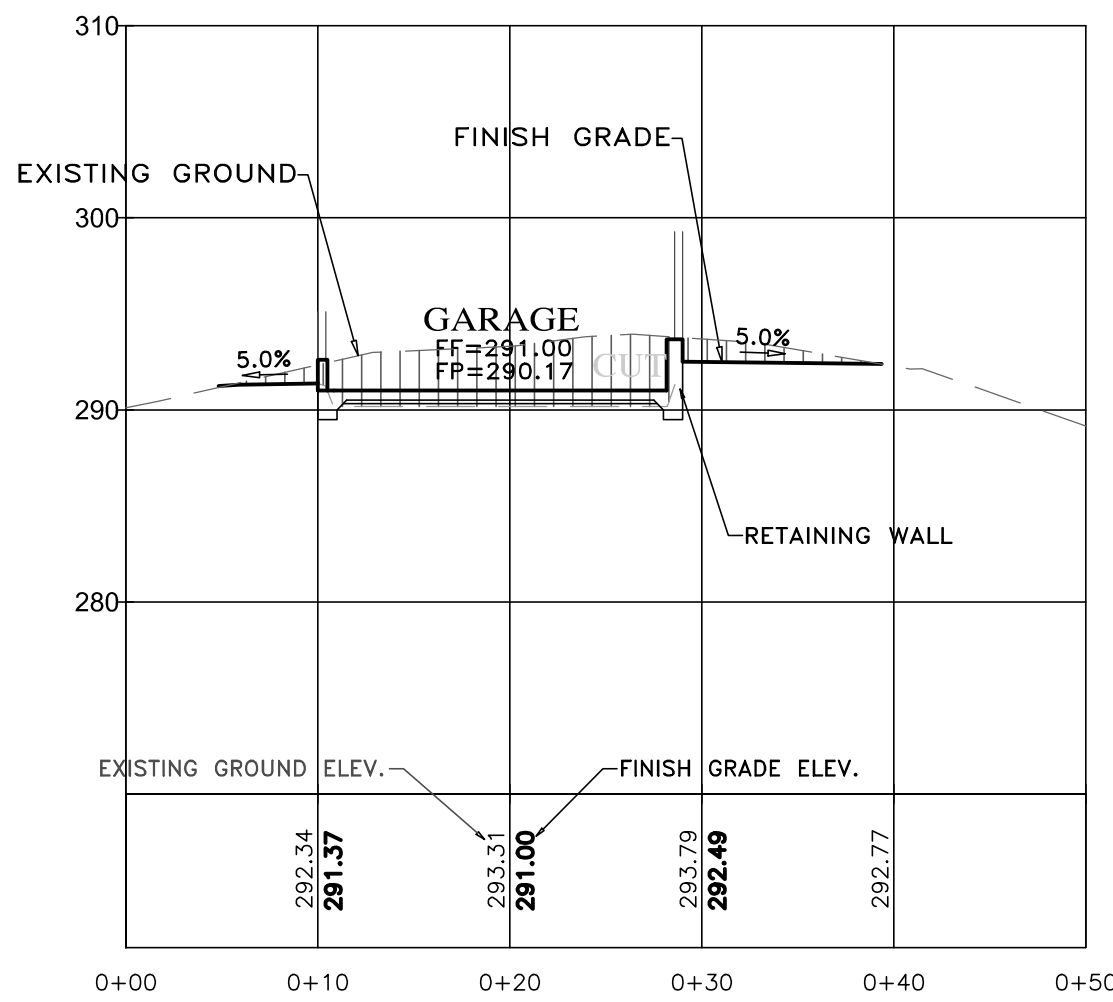 310
FINISH GRADE
EXISTING GROUND
300
GARAGE
FF=291.00
FP=290.17
CUT
5.0%
5.0%
290
RETAINING WALL
280
EXISTING GROUND ELEV.
FINISH GRADE ELEV.
292.34
291.37
293.31
291.00
293.79
292.49
292.77
0+00
0+10
0+20
0+30
0+40
0+50